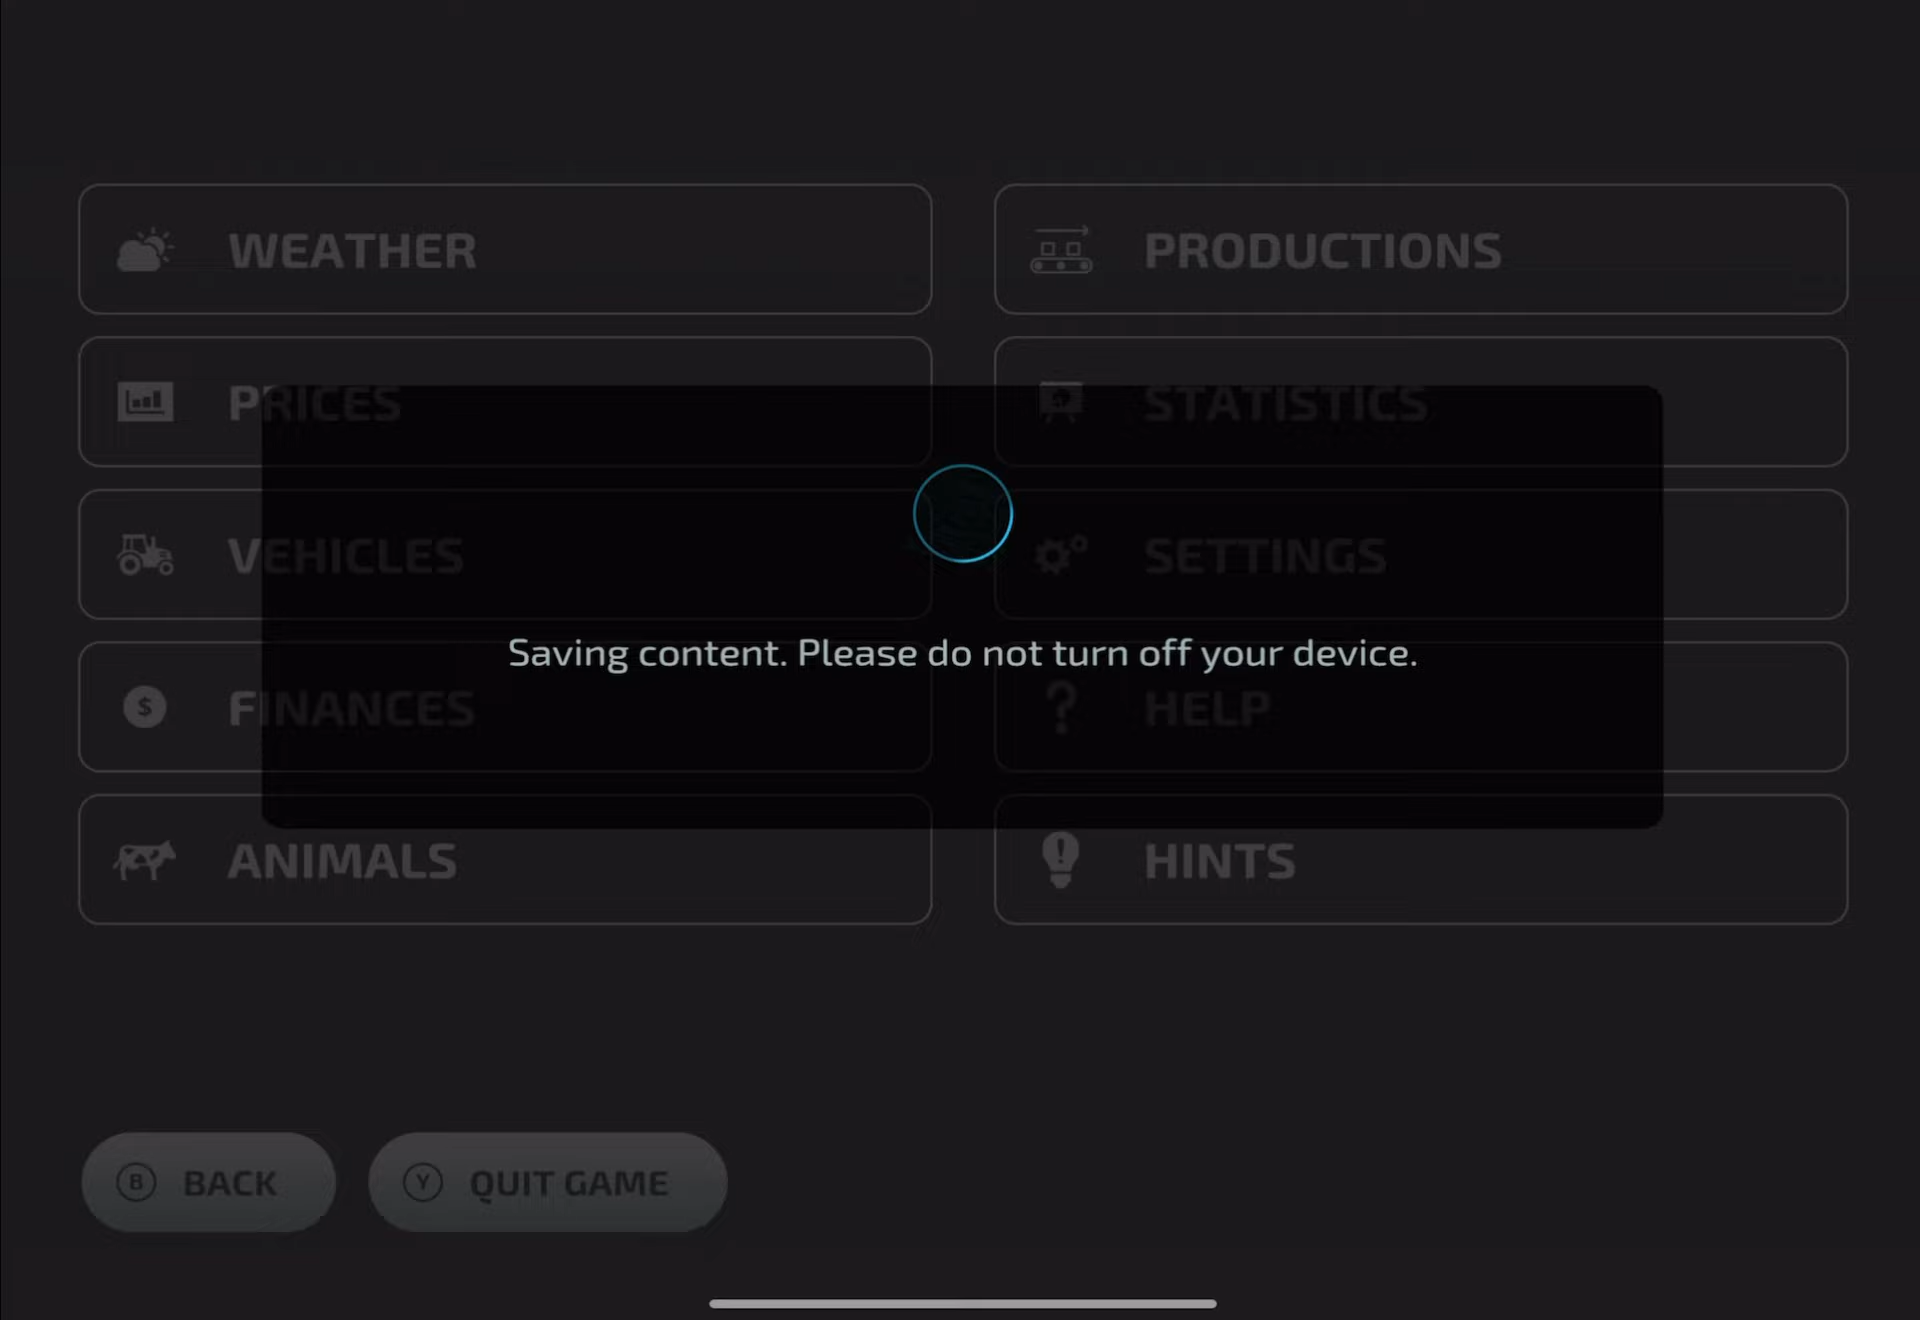 WEATHER
PRODUCTIONS
PRICES
STATISTICS
VEHICLES
SETTINGS
Saving content. Please do not turn off your device.
$ FINANCES
? HELP
ANIMALS
HINTS
B BACK
Y QUIT GAME